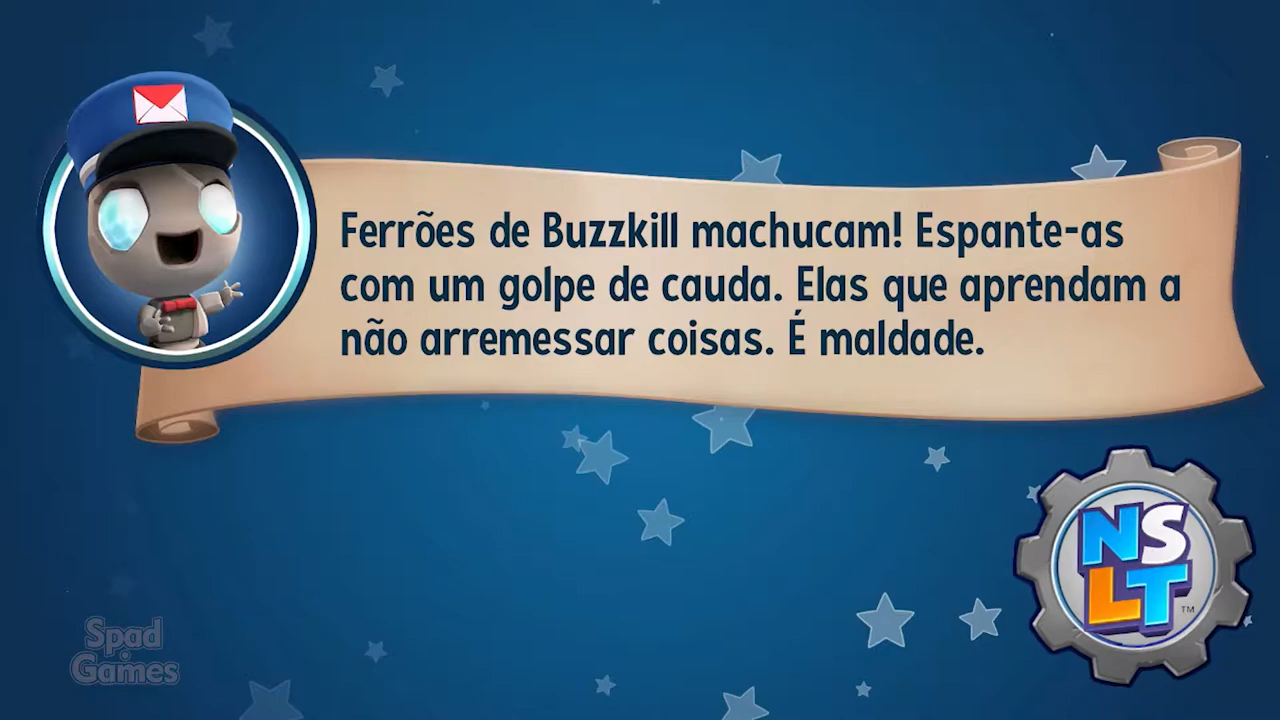 Ferrões de Buzzkill machucam! Espante-as
com um golpe de cauda. Elas que aprendam a
não arremessar coisas. É maldade.
NS
LT
TM
Spad
Games